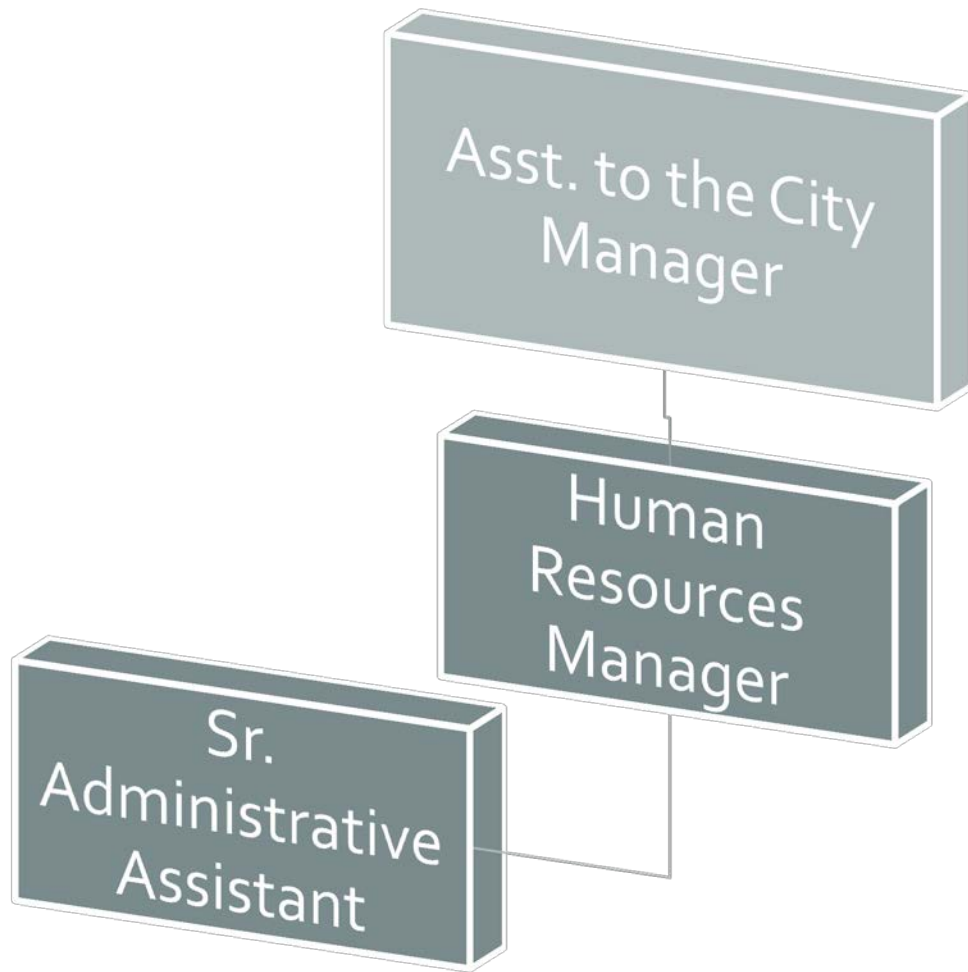 Asst. to the City
Manager
Human
Resources
Manager
Sr.
Administrative
Assistant